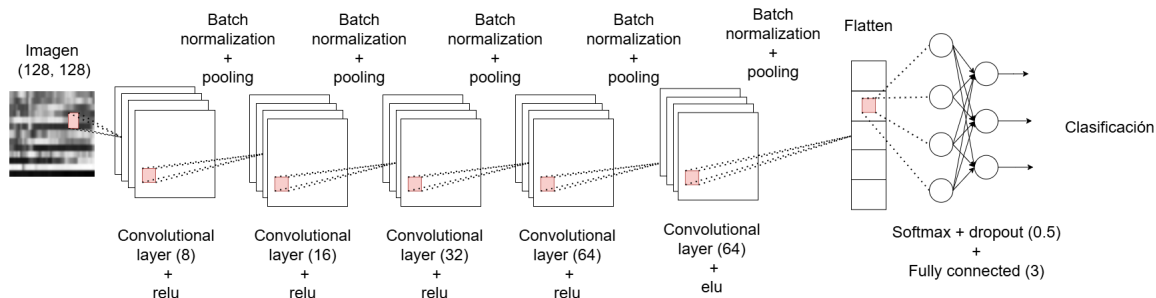 Imagen
(128, 128)
Batch
normalization
+
pooling
Batch
normalization
+
pooling
Batch
normalization
+
pooling
Batch
normalization
+
pooling
Batch
normalization
+
pooling
Flatten
Clasificación
Convolutional
layer (8)
+
relu
Convolutional
layer (16)
+
relu
Convolutional
layer (32)
+
relu
Convolutional
layer (64)
+
relu
Convolutional
layer (64)
+
elu
Softmax + dropout (0.5)
+
Fully connected (3)